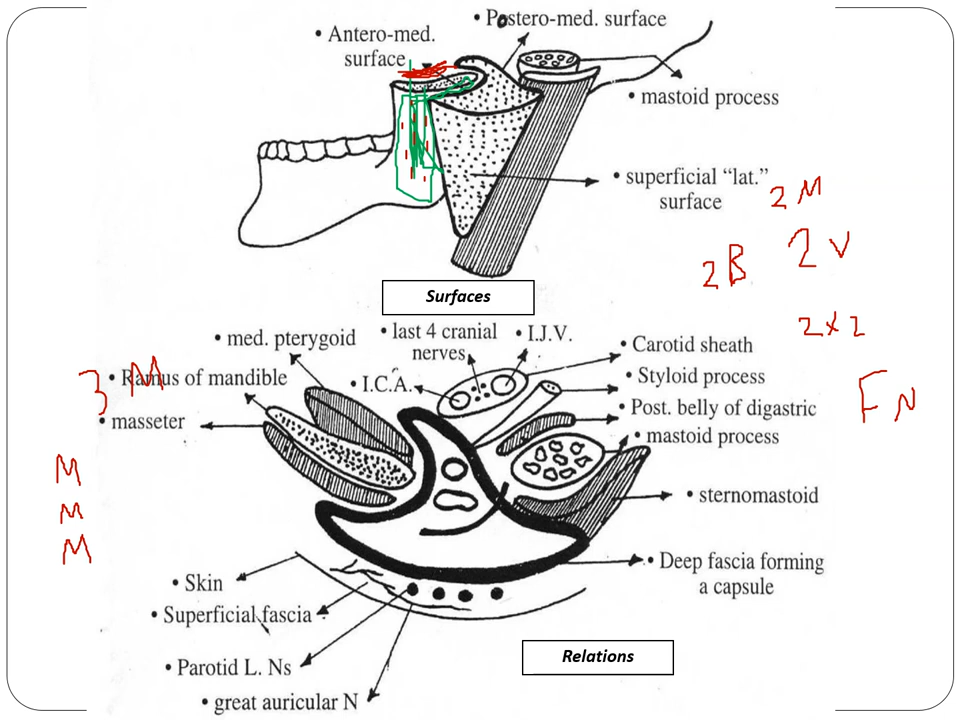 • Postero-med. surface
• Antero-med.
surface
• mastoid process
• superficial “lat.”
surface
2 M
2 V
2 B
Surfaces
2 x 2
• med. pterygoid
• last 4 cranial
nerves
• I.J.V.
• Carotid sheath
• Ramus of mandible
3 M
• I.C.A.
• Styloid process
• Post. belly of digastric
F N
• masseter
• mastoid process
M
M
M
• sternomastoid
• Deep fascia forming
a capsule
• Skin
• Superficial fascia
• Parotid L. Ns
Relations
• great auricular N